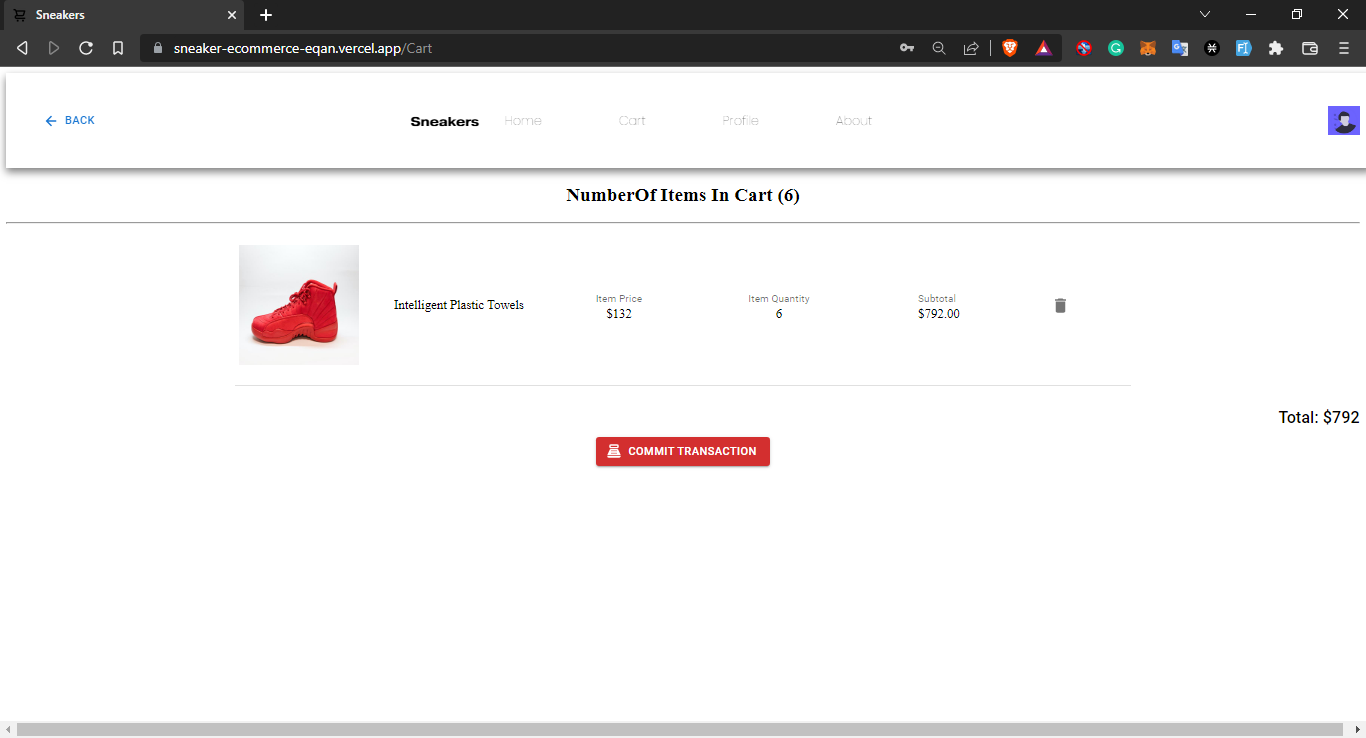 Sneakers
sneaker-ecommerce-eqan.vercel.app/Cart
BACK
Sneakers Home Cart Profile About
NumberOf Items In Cart (6)
Intelligent Plastic Towels
Item Price
$132
Item Quantity
6
Subtotal
$792.00
Total: $792
COMMIT TRANSACTION